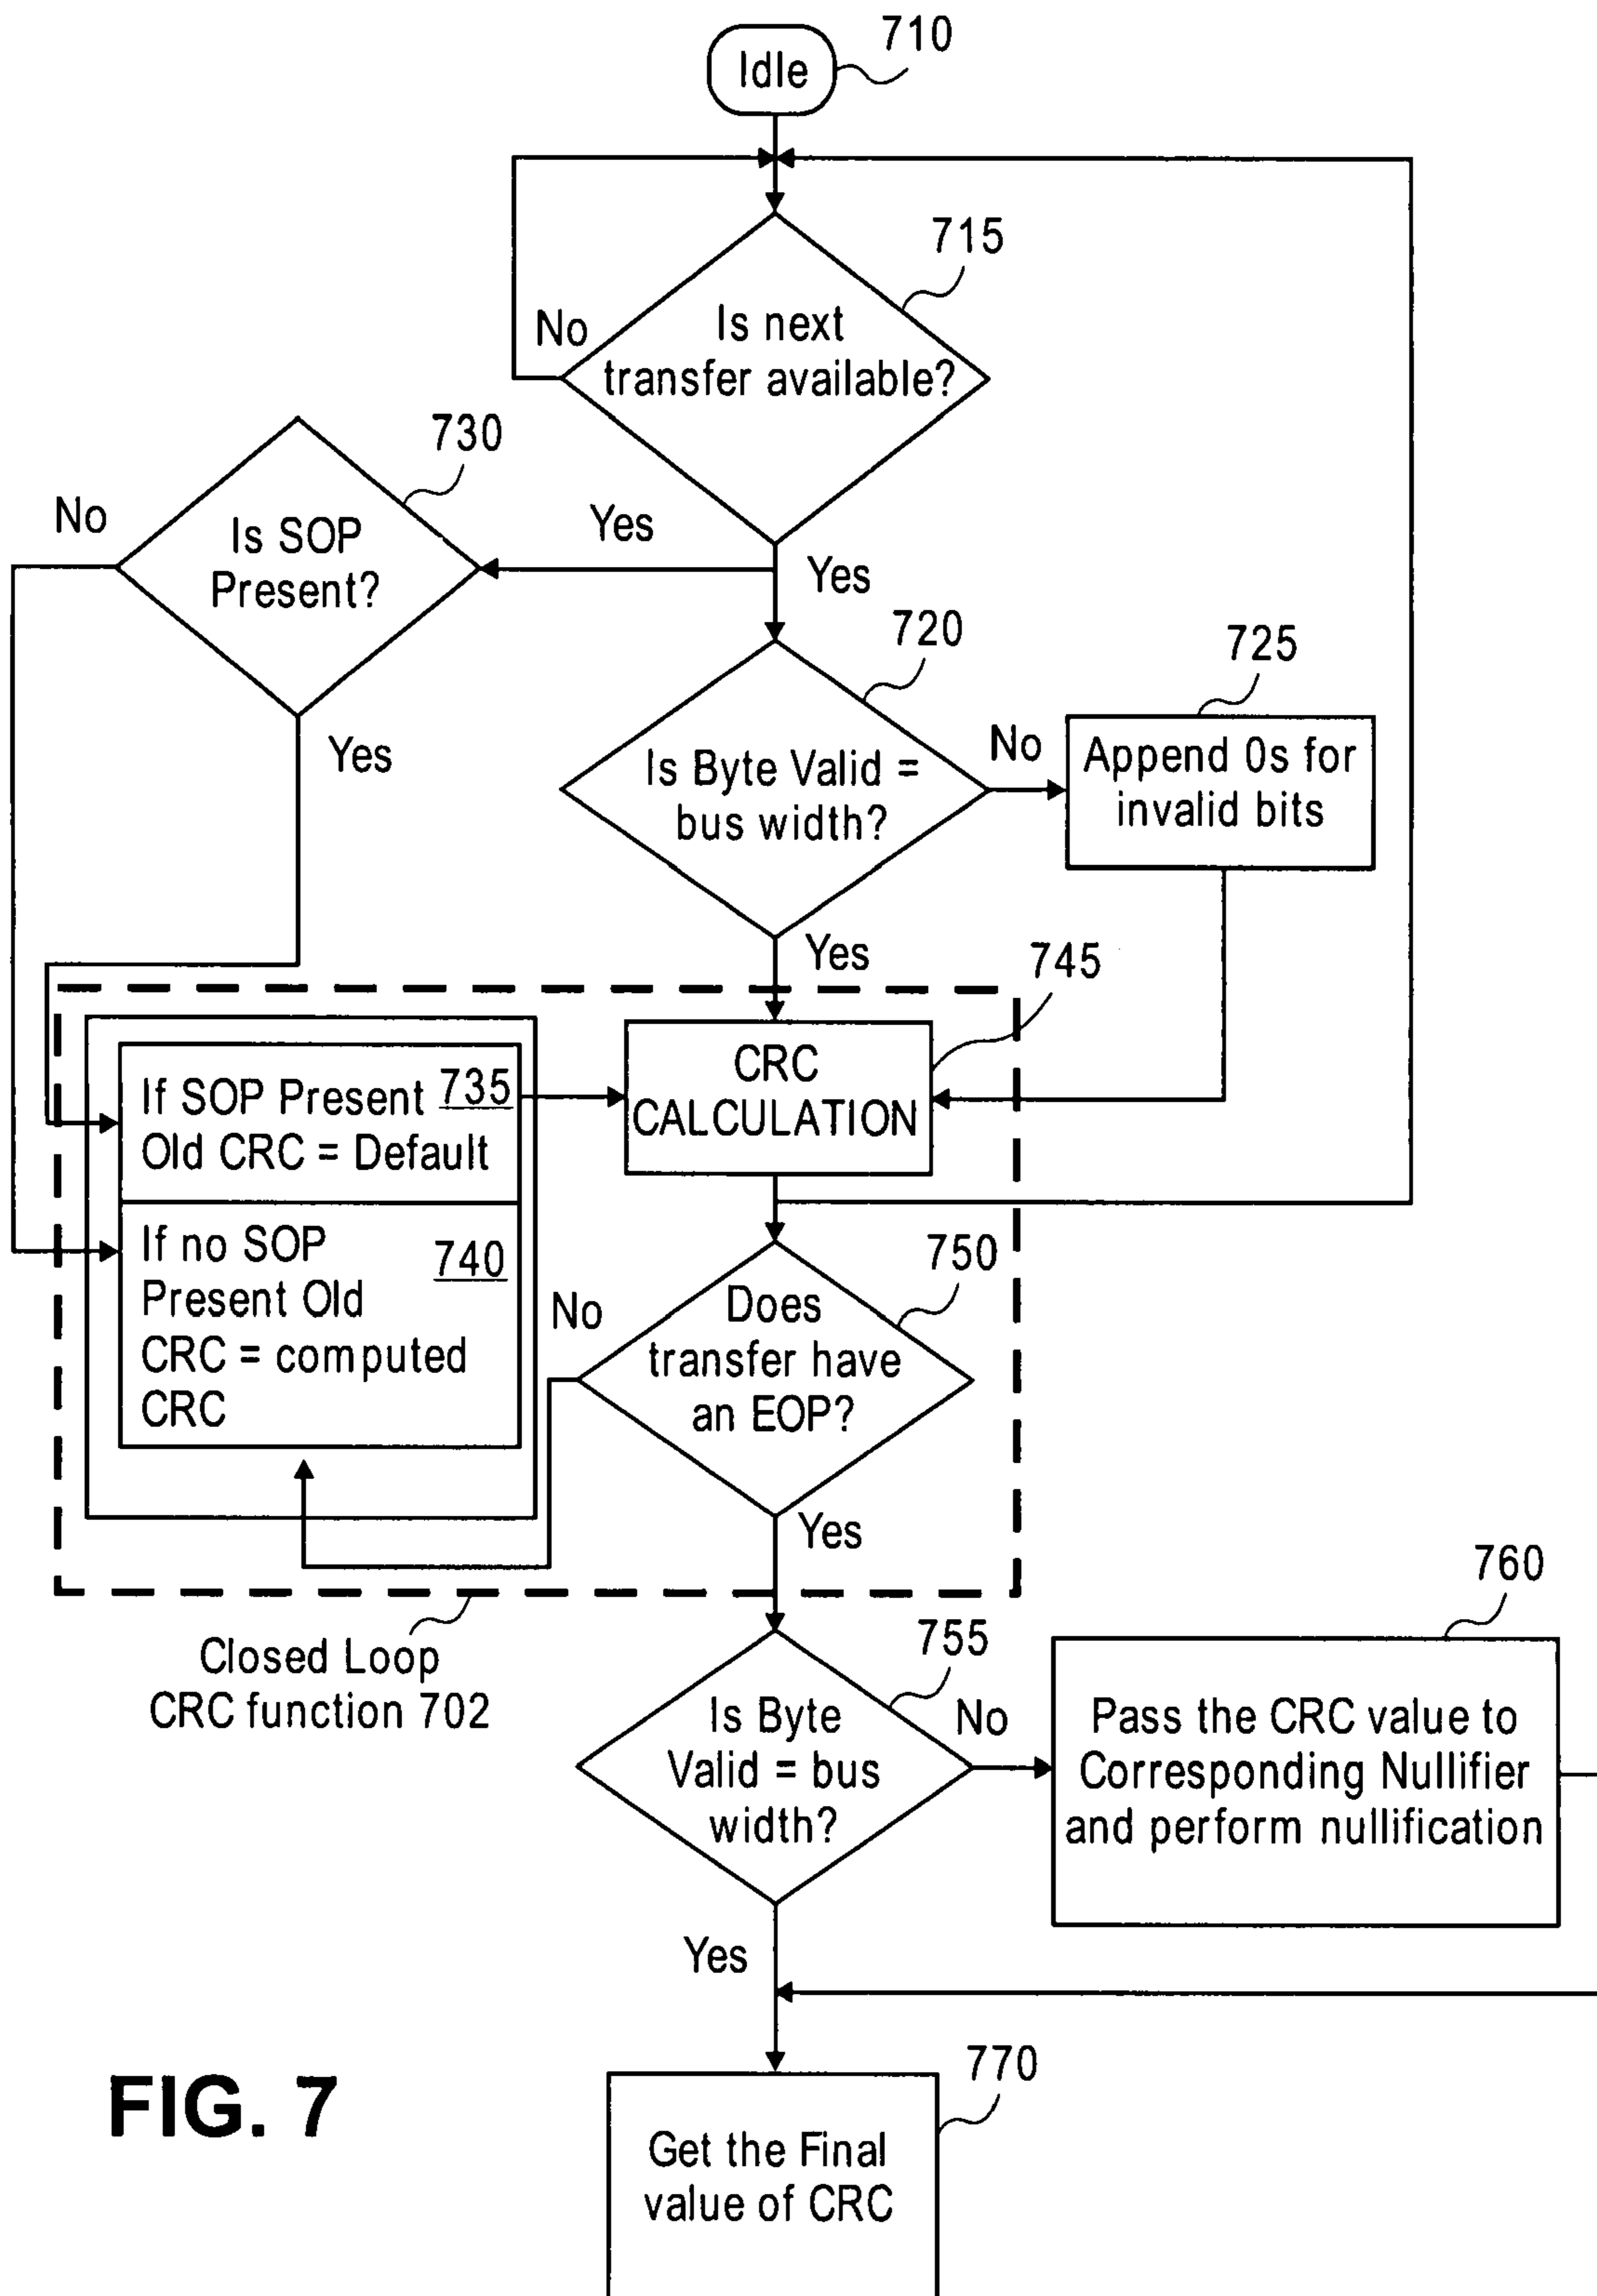 710
Idle
715
Is next
transfer available?
No
730
No
Is SOP
Present?
Yes
Yes
720
725
Is Byte Valid =
bus width?
No
Append 0s for
invalid bits
Yes
Yes
745
CRC
CALCULATION
If SOP Present 735
Old CRC = Default
If no SOP
740
Present Old
CRC = computed
CRC
750
No
Does
transfer have
an EOP?
Yes
Closed Loop
CRC function 702
755
760
Is Byte
Valid = bus
width?
No
Pass the CRC value to
Corresponding Nullifier
and perform nullification
Yes
770
Get the Final
value of CRC
FIG. 7